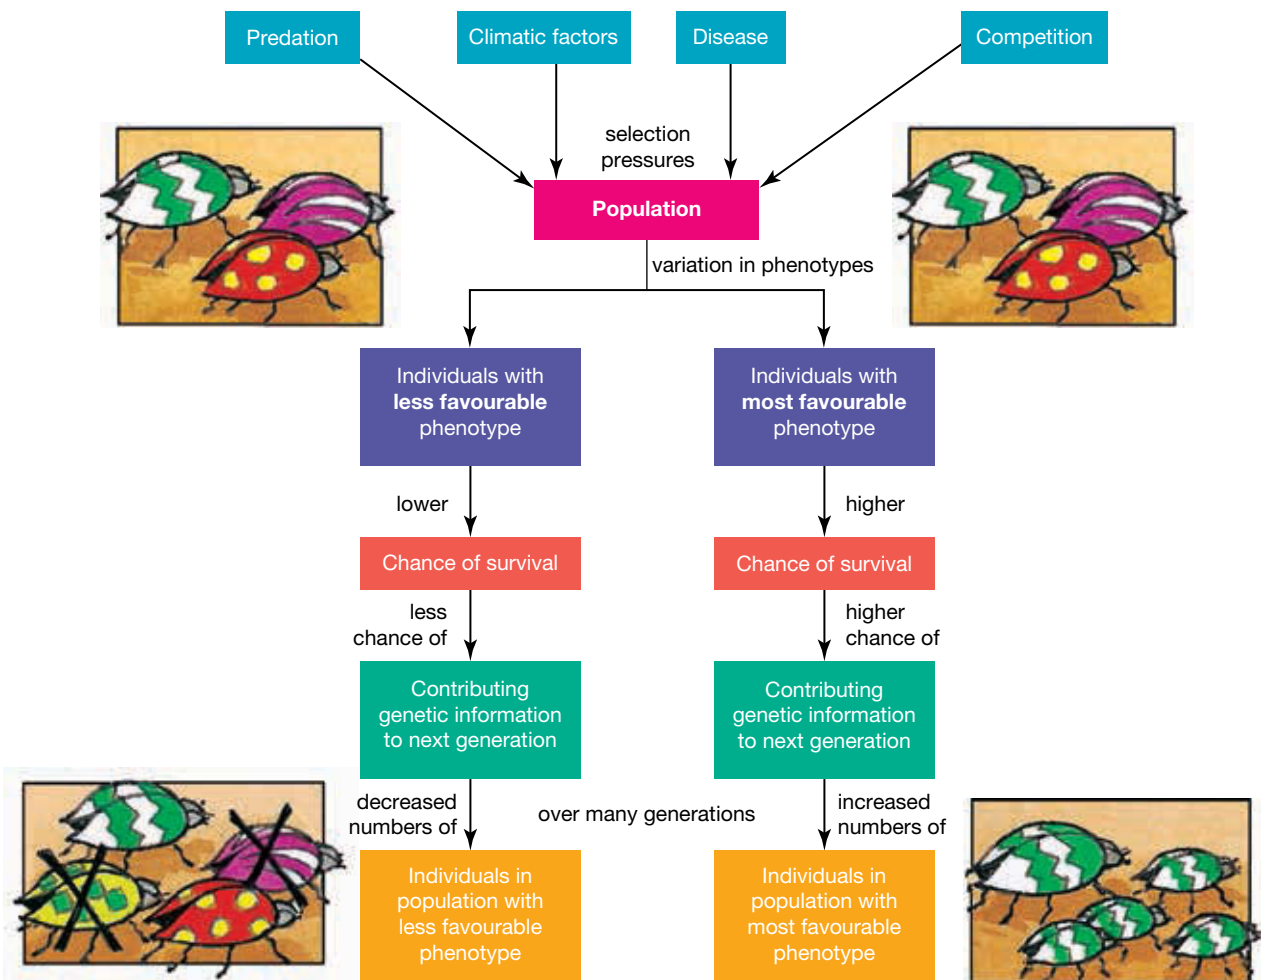 Predation
Climatic factors
Disease
Competition
selection
pressures
Population
variation in phenotypes
Individuals with
less favourable
phenotype
Individuals with
most favourable
phenotype
lower
higher
Chance of survival
Chance of survival
less
chance of
higher
chance of
Contributing
genetic information
to next generation
Contributing
genetic information
to next generation
decreased
numbers of
over many generations
increased
numbers of
Individuals in
population with
less favourable
phenotype
Individuals in
population with
most favourable
phenotype